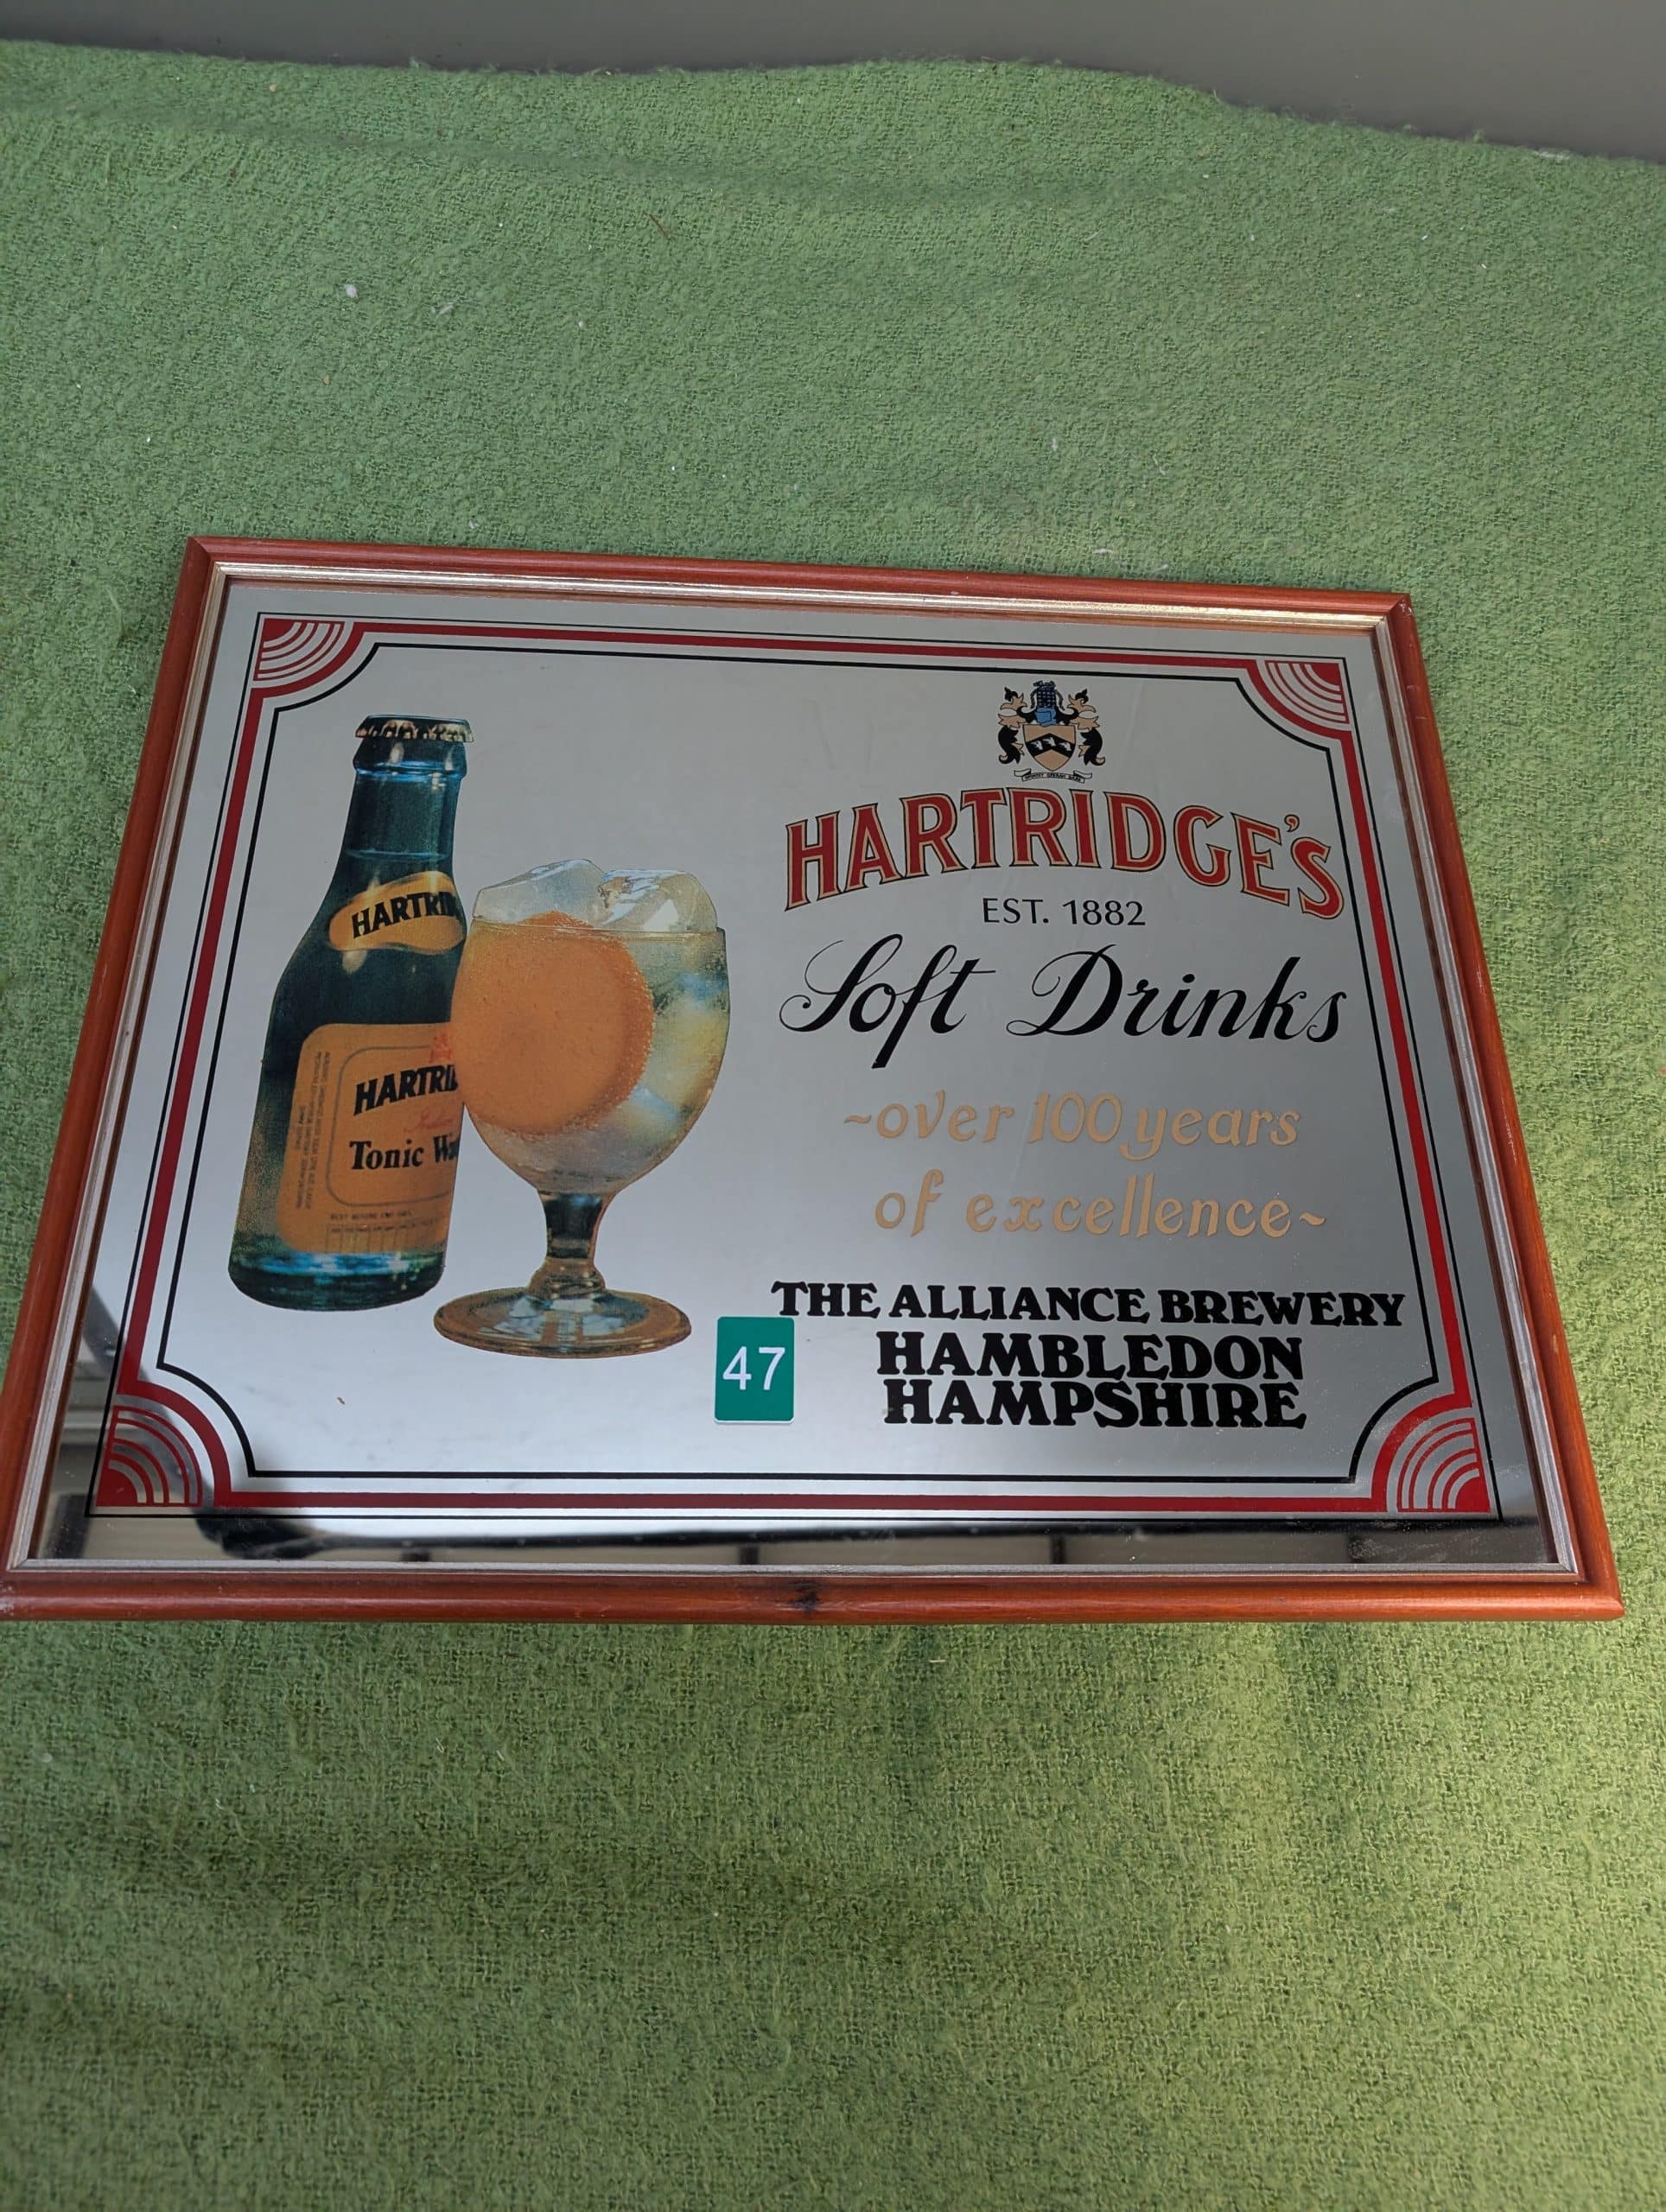 HARTRIDGE'S
EST. 1882
Soft Drinks
~over 100 years
of excellence~
THE ALLIANCE BREWERY
HAMBLEDON
HAMPSHIRE
47
HARTRID
HARTRID
Tonic Wa